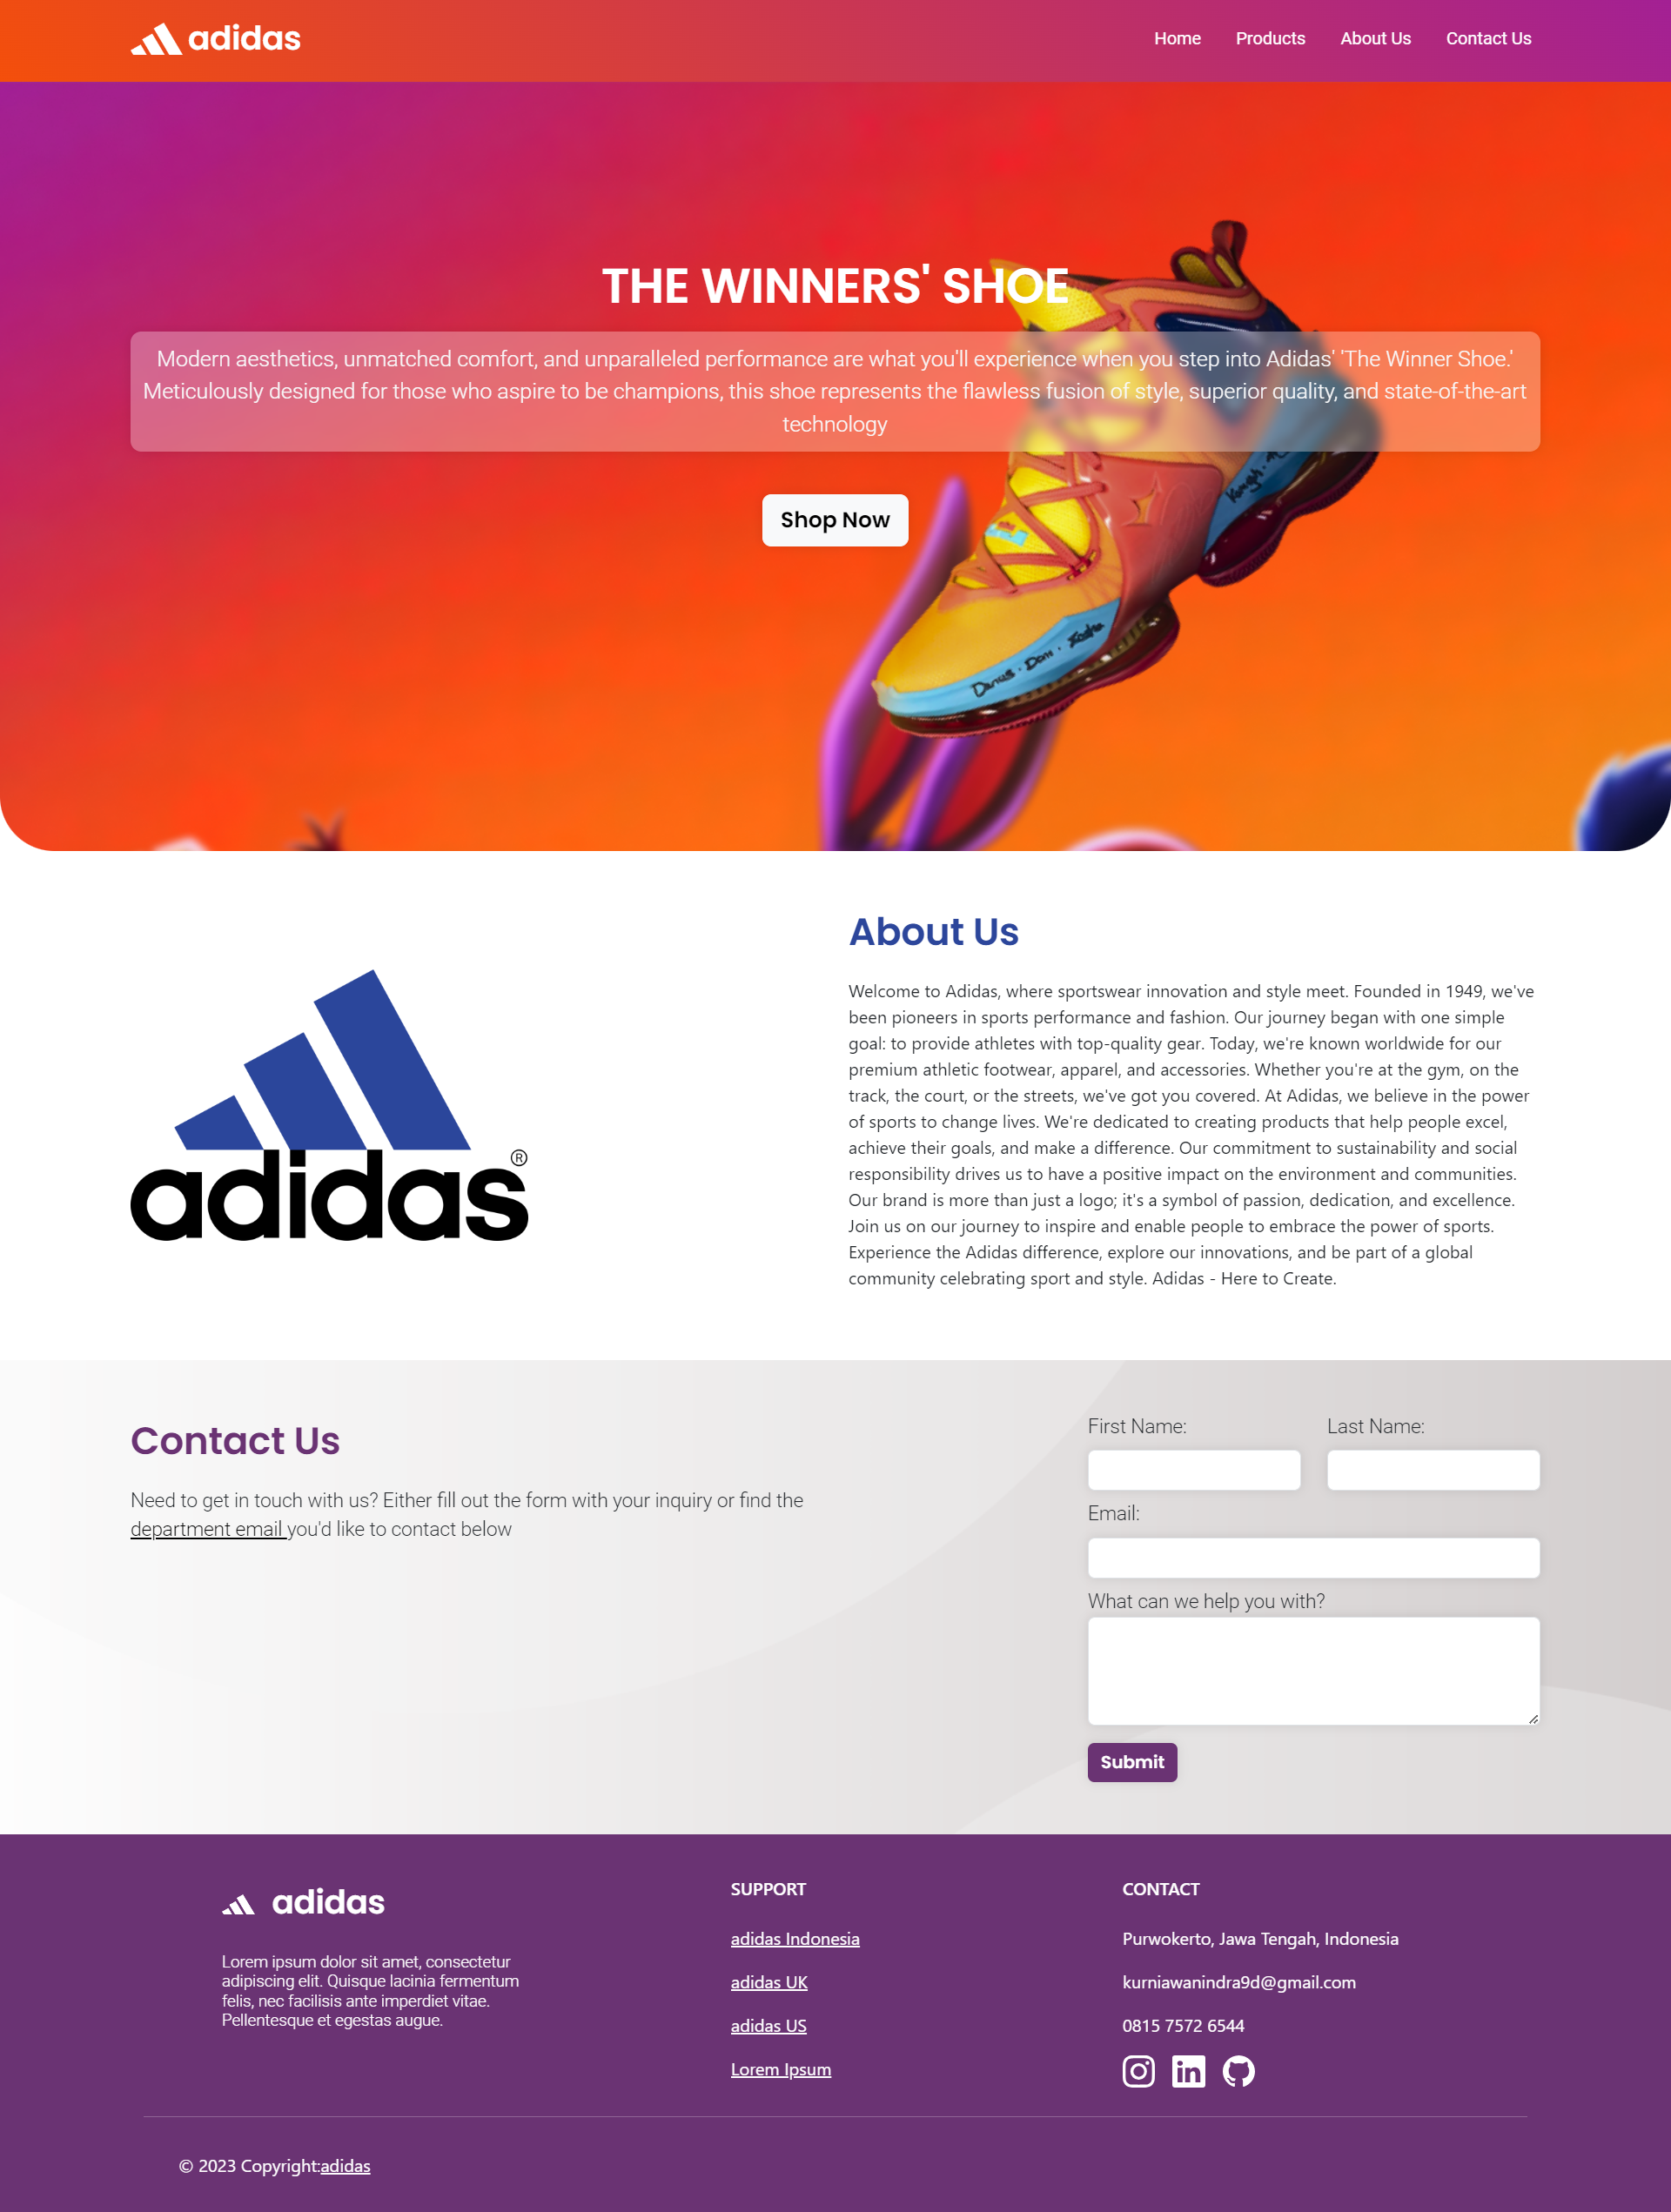 adidas
Home Products About Us Contact Us
THE WINNERS' SHOE
Modern aesthetics, unmatched comfort, and unparalleled performance are what you'll experience when you step into Adidas' 'The Winner Shoe.'
Meticulously designed for those who aspire to be champions, this shoe represents the flawless fusion of style, superior quality, and state-of-the-art
technology
Shop Now
About Us
Welcome to Adidas, where sportswear innovation and style meet. Founded in 1949, we've
been pioneers in sports performance and fashion. Our journey began with one simple
goal: to provide athletes with top-quality gear. Today, we're known worldwide for our
premium athletic footwear, apparel, and accessories. Whether you're at the gym, on the
track, the court, or the streets, we've got you covered. At Adidas, we believe in the power
of sports to change lives. We're dedicated to creating products that help people excel,
achieve their goals, and make a difference. Our commitment to sustainability and social
responsibility drives us to have a positive impact on the environment and communities.
Our brand is more than just a logo; it's a symbol of passion, dedication, and excellence.
Join us on our journey to inspire and enable people to embrace the power of sports.
Experience the Adidas difference, explore our innovations, and be part of a global
community celebrating sport and style. Adidas - Here to Create.
adidas®
Contact Us
Need to get in touch with us? Either fill out the form with your inquiry or find the
department email you'd like to contact below
First Name: Last Name:
Email:
What can we help you with?
Submit
adidas
Lorem ipsum dolor sit amet, consectetur
adipiscing elit. Quisque lacinia fermentum
felis, nec facilisis ante imperdiet vitae.
Pellentesque et egestas augue.
SUPPORT
adidas Indonesia
adidas UK
adidas US
Lorem Ipsum
CONTACT
Purwokerto, Jawa Tengah, Indonesia
kurniawanindra9d@gmail.com
0815 7572 6544
in
© 2023 Copyright:adidas